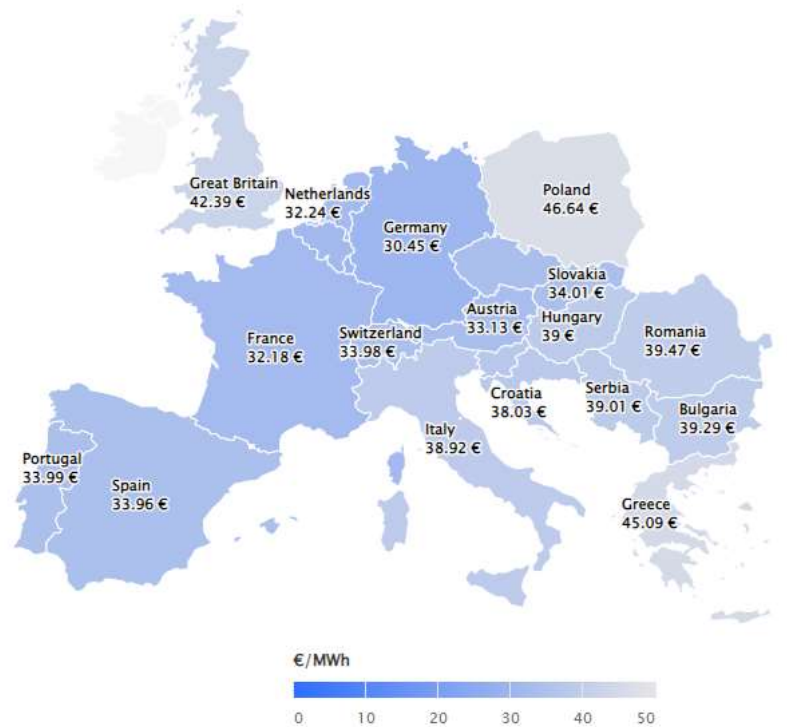 Great Britain
42.39 €
Netherlands
32.24 €
Germany
30.45 €
Poland
46.64 €
Slovakia
34.01 €
Austria
33.13 €
Hungary
39 €
Romania
39.47 €
France
32.18 €
Switzerland
33.98 €
Croatia
38.03 €
Serbia
39.01 €
Bulgaria
39.29 €
Italy
38.92 €
Portugal
33.99 €
Spain
33.96 €
Greece
45.09 €
€/MWh
0 10 20 30 40 50